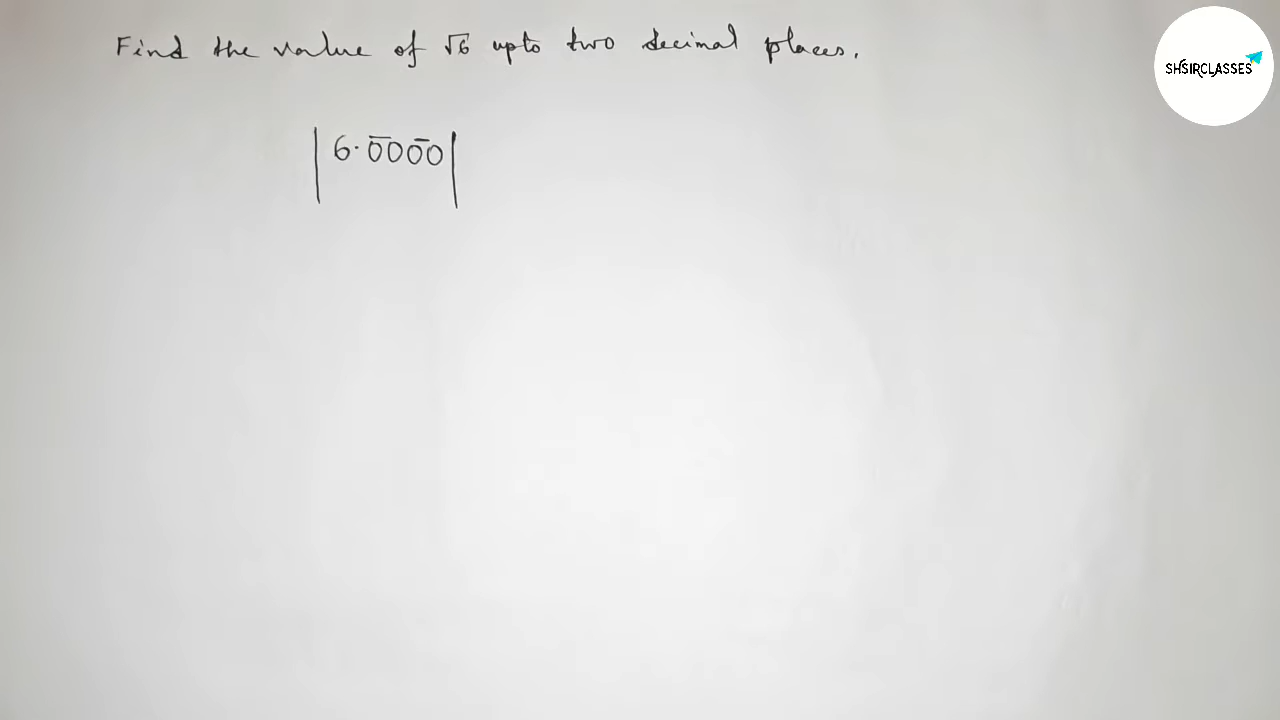 Find the value of √6 upto two decimal places.
SHSIRCLASSES
6.0000